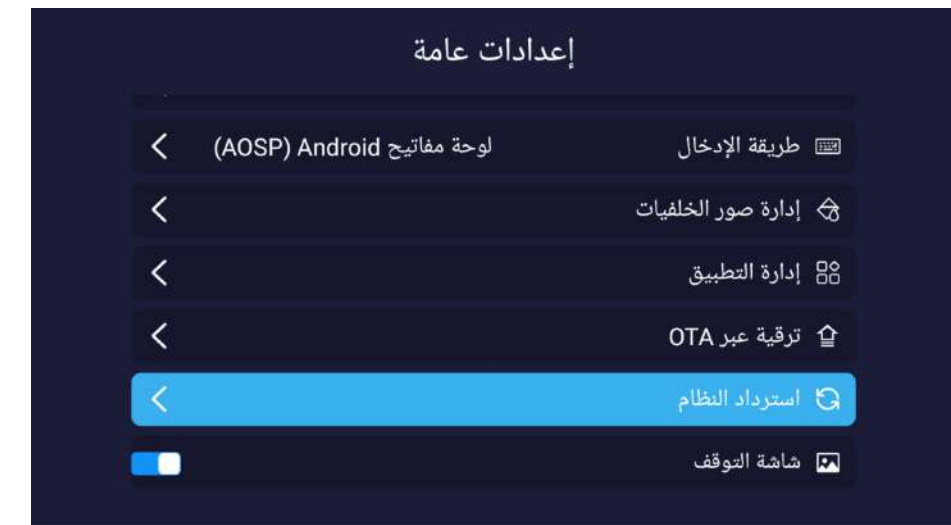 إعدادات عامة
طريقة الإدخال لوحة مفاتيح Android (AOSP)
إدارة صور الخلفيات
إدارة التطبيق
ترقية عبر OTA
استرداد النظام
شاشة التوقف